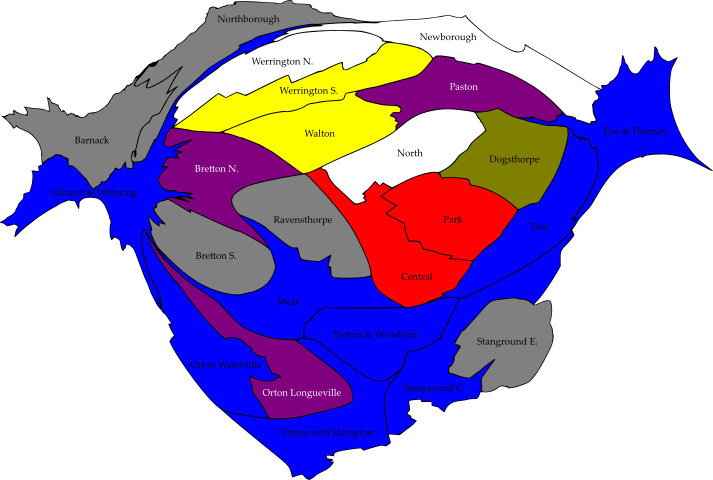 Northborough
Newborough
Werrington N.
Werrington S.
Paston
Walton
Eye & Thorney
Barnack
North
Dogsthorpe
Bretton N.
Glinton & Wittering
Ravensthorpe
Park
East
Bretton S.
Central
West
Fletton & Woodston
Stanground E.
Orton Waterville
Stanground C.
Orton Longueville
Orton with Hampton